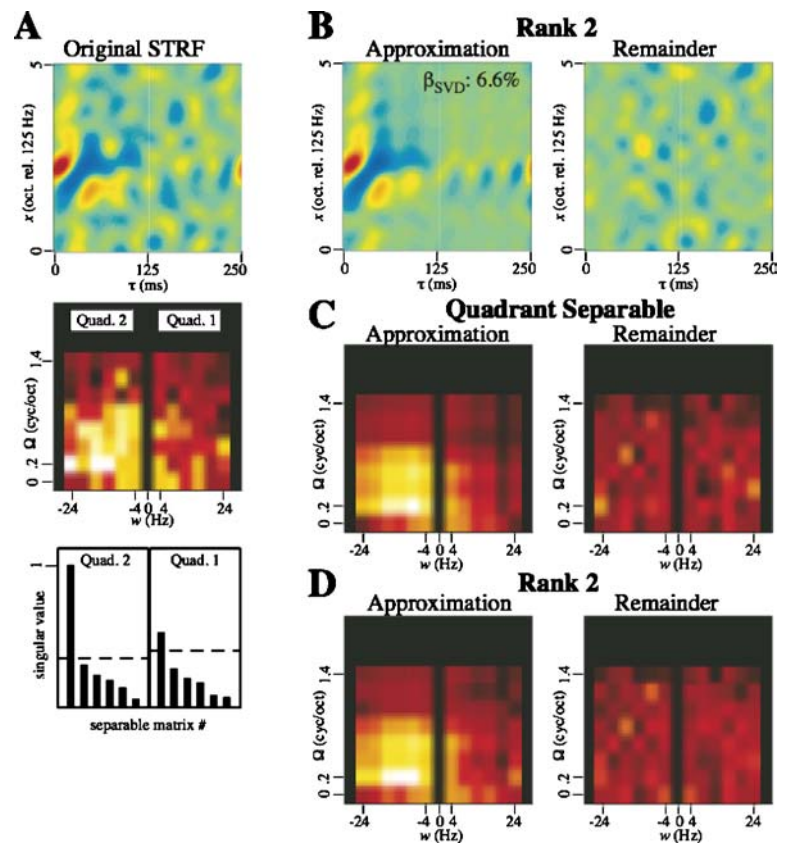 A
Original STRF
5
x (oct. rel. 125 Hz)
0
0 125 250
τ (ms)
Quad. 2 Quad. 1
1.4
Ω (cyc/oct)
.2
0
-24 -4 0 4 24
w (Hz)
Quad. 2 Quad. 1
1
singular value
separable matrix #
B
Rank 2
Approximation Remainder
βSVD: 6.6%
5
x (oct. rel. 125 Hz)
0
0 125 250
τ (ms)
5
x (oct. rel. 125 Hz)
0
0 125 250
τ (ms)
C
Quadrant Separable
Approximation Remainder
1.4
Ω (cyc/oct)
0 .2
-24 -4 0 4 24
w (Hz)
1.4
Ω (cyc/oct)
0 .2
-24 -4 0 4 24
w (Hz)
D
Rank 2
Approximation Remainder
1.4
Ω (cyc/oct)
0 .2
-24 -4 0 4 24
w (Hz)
1.4
Ω (cyc/oct)
0 .2
-24 -4 0 4 24
w (Hz)